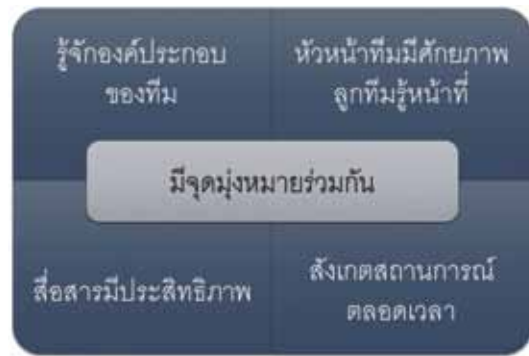 รู้จักองค์ประกอบ
ของทีม
หัวหน้าทีมมีศักยภาพ
ลูกทีมรู้หน้าที่
มีจุดมุ่งหมายร่วมกัน
สื่อสารมีประสิทธิภาพ
สังเกตสถานการณ์
ตลอดเวลา